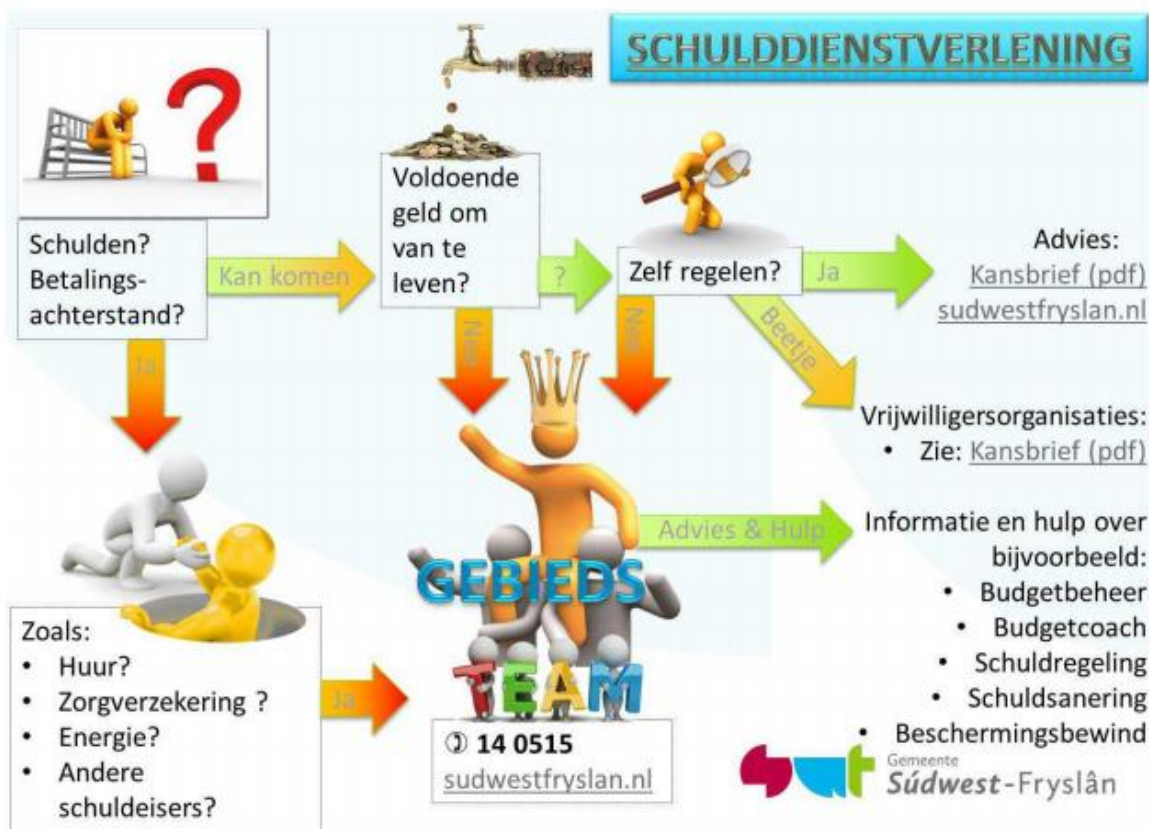 SCHULDDIENSTVERLENING
?
Schulden?
Betalings-
achterstand?
Kan komen
Voldoende
geld om
van te
leven?
?
Zelf regelen?
Ja
Advies:
Kansbrief (pdf)
sudwestfryslan.nl
Ja
Nee
Nee
Beetje
Vrijwilligersorganisaties:
• Zie: Kansbrief (pdf)
Zoals:
• Huur?
• Zorgverzekering ?
• Energie?
• Andere
schuldeisers?
Ja
GEBIEDS
TEAM
14 0515
sudwestfryslan.nl
Advies & Hulp
Informatie en hulp over
bijvoorbeeld:
• Budgetbeheer
• Budgetcoach
• Schuldregeling
• Schuldsanering
• Beschermingsbewind
Gemeente
Súdwest-Fryslân